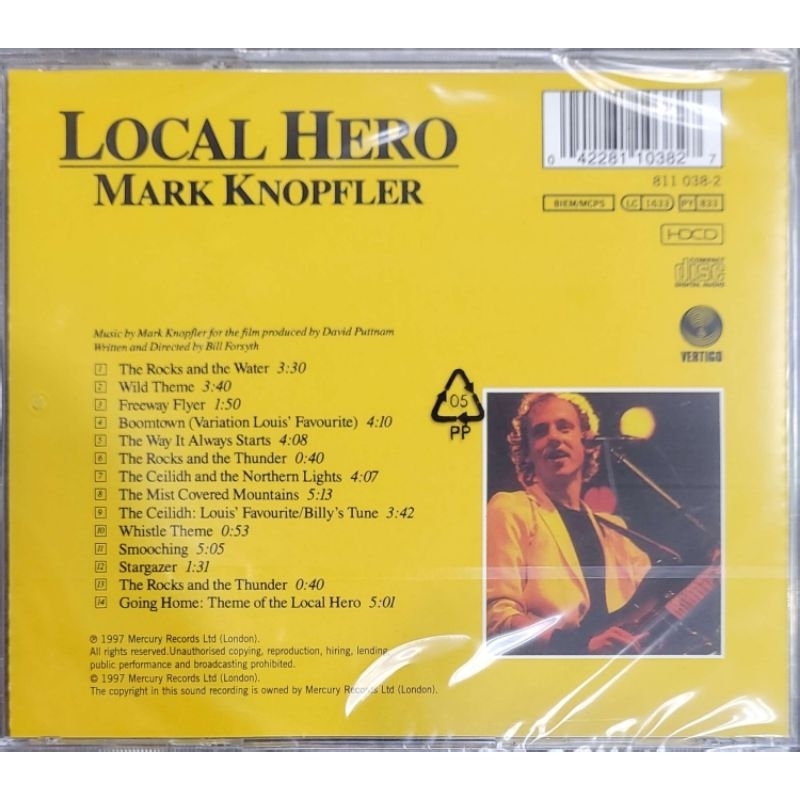 LOCAL HERO
MARK KNOPFLER
0 42281 10382 7
811 038-2
BIEM/MCPS LC 1633 PY 833
HDCD
COMPACT
disc
DIGITAL AUDIO
VERTIGO
Music by Mark Knopfler for the film produced by David Puttnam
Written and Directed by Bill Forsyth
1 The Rocks and the Water 3:30
2 Wild Theme 3:40
3 Freeway Flyer 1:50
4 Boomtown (Variation Louis' Favourite) 4:10
5 The Way It Always Starts 4:08
6 The Rocks and the Thunder 0:40
7 The Ceilidh and the Northern Lights 4:07
8 The Mist Covered Mountains 5:13
9 The Ceilidh: Louis' Favourite/Billy's Tune 3:42
10 Whistle Theme 0:53
11 Smooching 5:05
12 Stargazer 1:31
13 The Rocks and the Thunder 0:40
14 Going Home: Theme of the Local Hero 5:01
05
PP
℗ 1997 Mercury Records Ltd (London).
All rights reserved.Unauthorised copying, reproduction, hiring, lending,
public performance and broadcasting prohibited.
© 1997 Mercury Records Ltd (London).
The copyright in this sound recording is owned by Mercury Records Ltd (London).